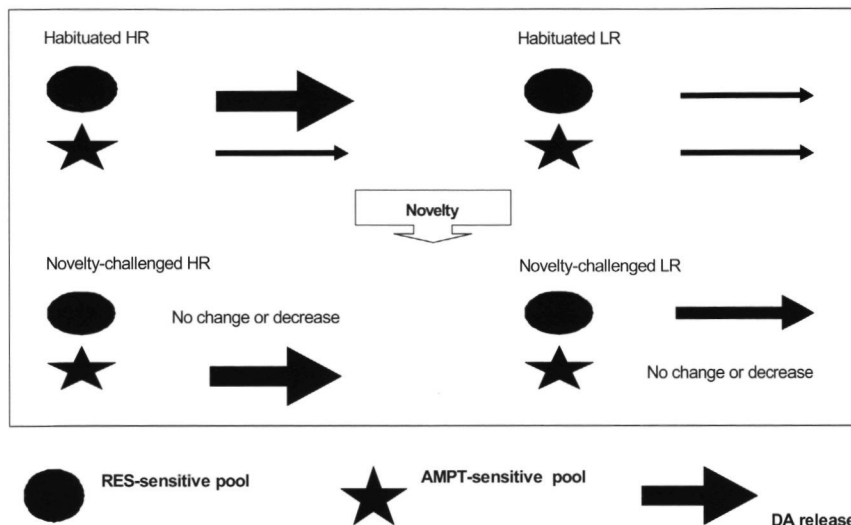 Habituated HR
Habituated LR
Novelty
Novelty-challenged HR
Novelty-challenged LR
No change or decrease
No change or decrease
RES-sensitive pool
AMPT-sensitive pool
DA release